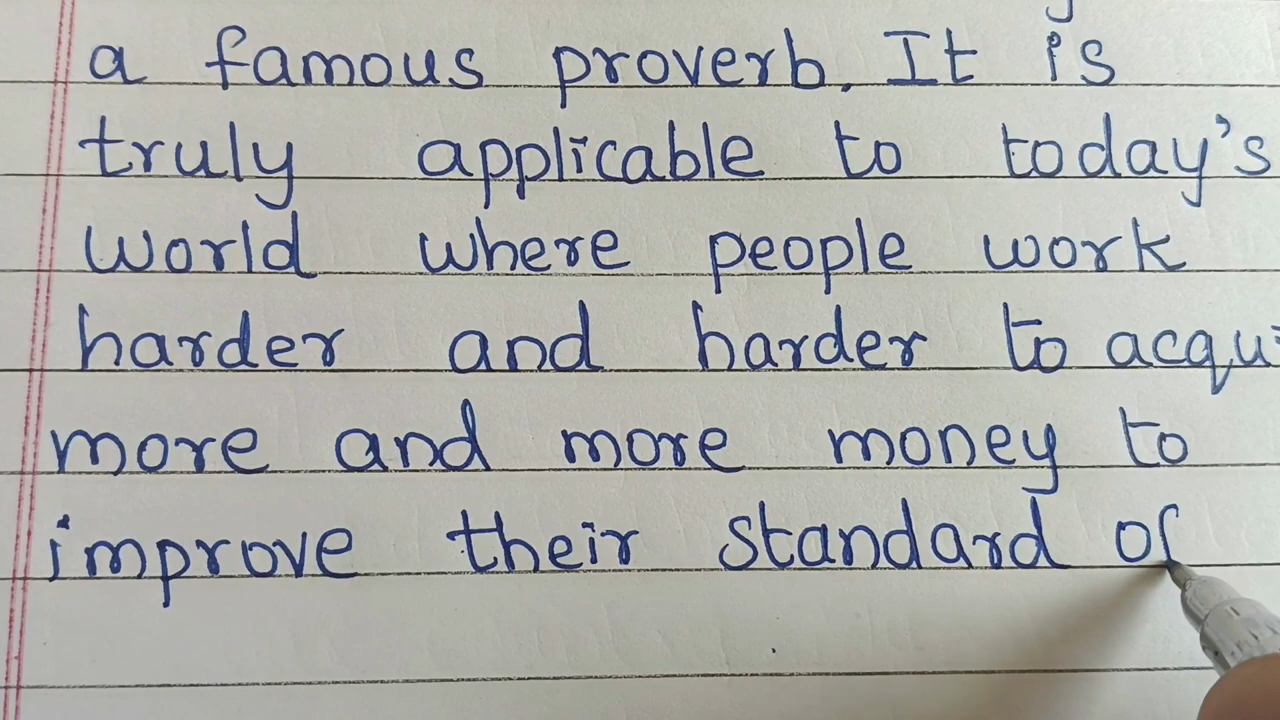 a famous proverb. It is
truly applicable to today's
world where people work
harder and harder to acqui
more and more money to
improve their standard of